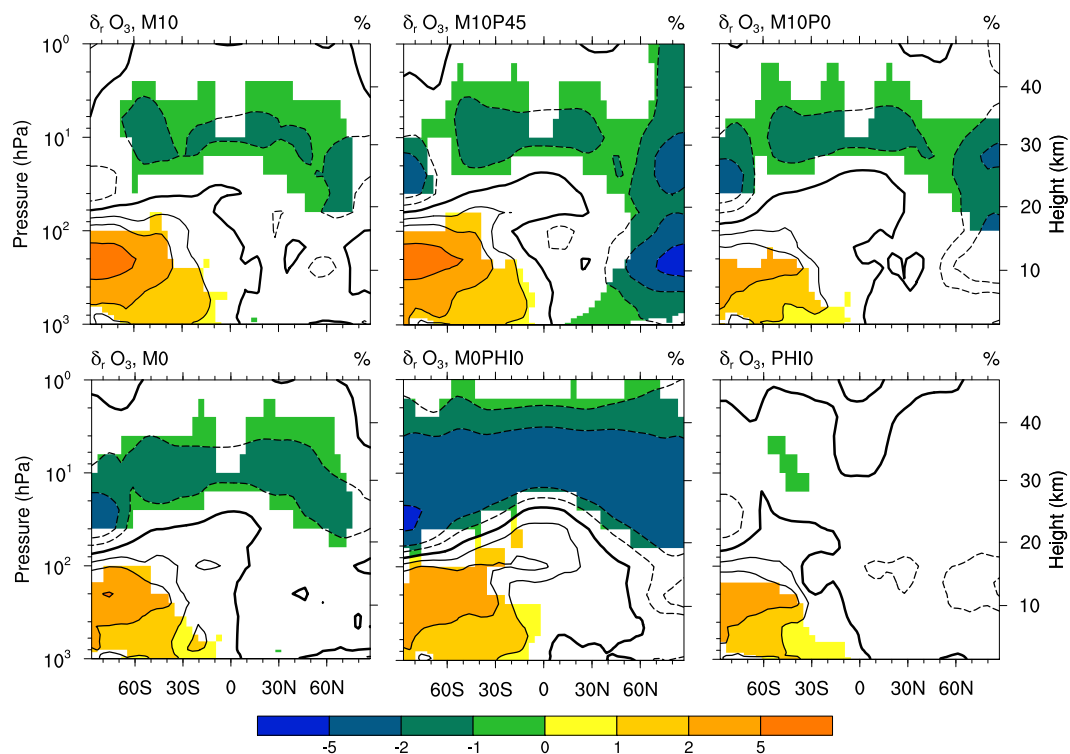 δr O3, M10 %
δr O3, M10P45 %
δr O3, M10P0 %
10⁰
10¹
10²
10³
Pressure (hPa)
40
30
20
10
Height (km)
δr O3, M0 %
δr O3, M0PHI0 %
δr O3, PHI0 %
10⁰
10¹
10²
10³
Pressure (hPa)
40
30
20
10
Height (km)
60S 30S 0 30N 60N
60S 30S 0 30N 60N
60S 30S 0 30N 60N
-5 -2 -1 0 1 2 5